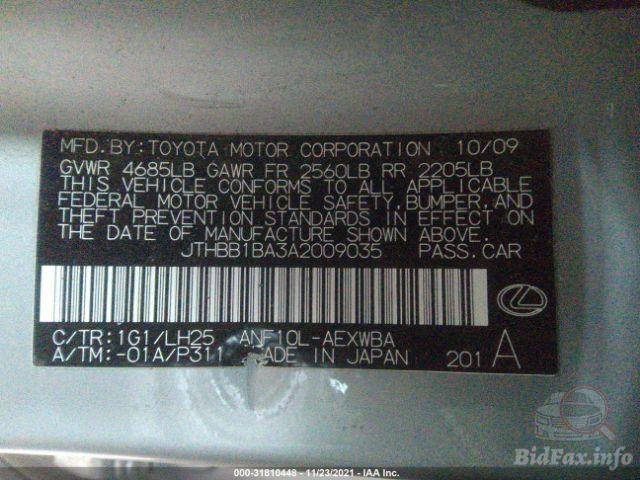 MFD. BY: TOYOTA MOTOR CORPORATION 10/09
GVWR 4685LB GAWR FR 2560LB RR 2205LB
THIS VEHICLE CONFORMS TO ALL APPLICABLE
FEDERAL MOTOR VEHICLE SAFETY, BUMPER, AND
THEFT PREVENTION STANDARDS IN EFFECT ON
THE DATE OF MANUFACTURE SHOWN ABOVE.
JTHBB1BA3A2009035 PASS. CAR
C/TR: 1G1/LH25 ANF10L-AEXWBA
A/TM: -01A/P311 MADE IN JAPAN 201 A
BidFax.info
000-31810448 - 11/23/2021 - IAA Inc.